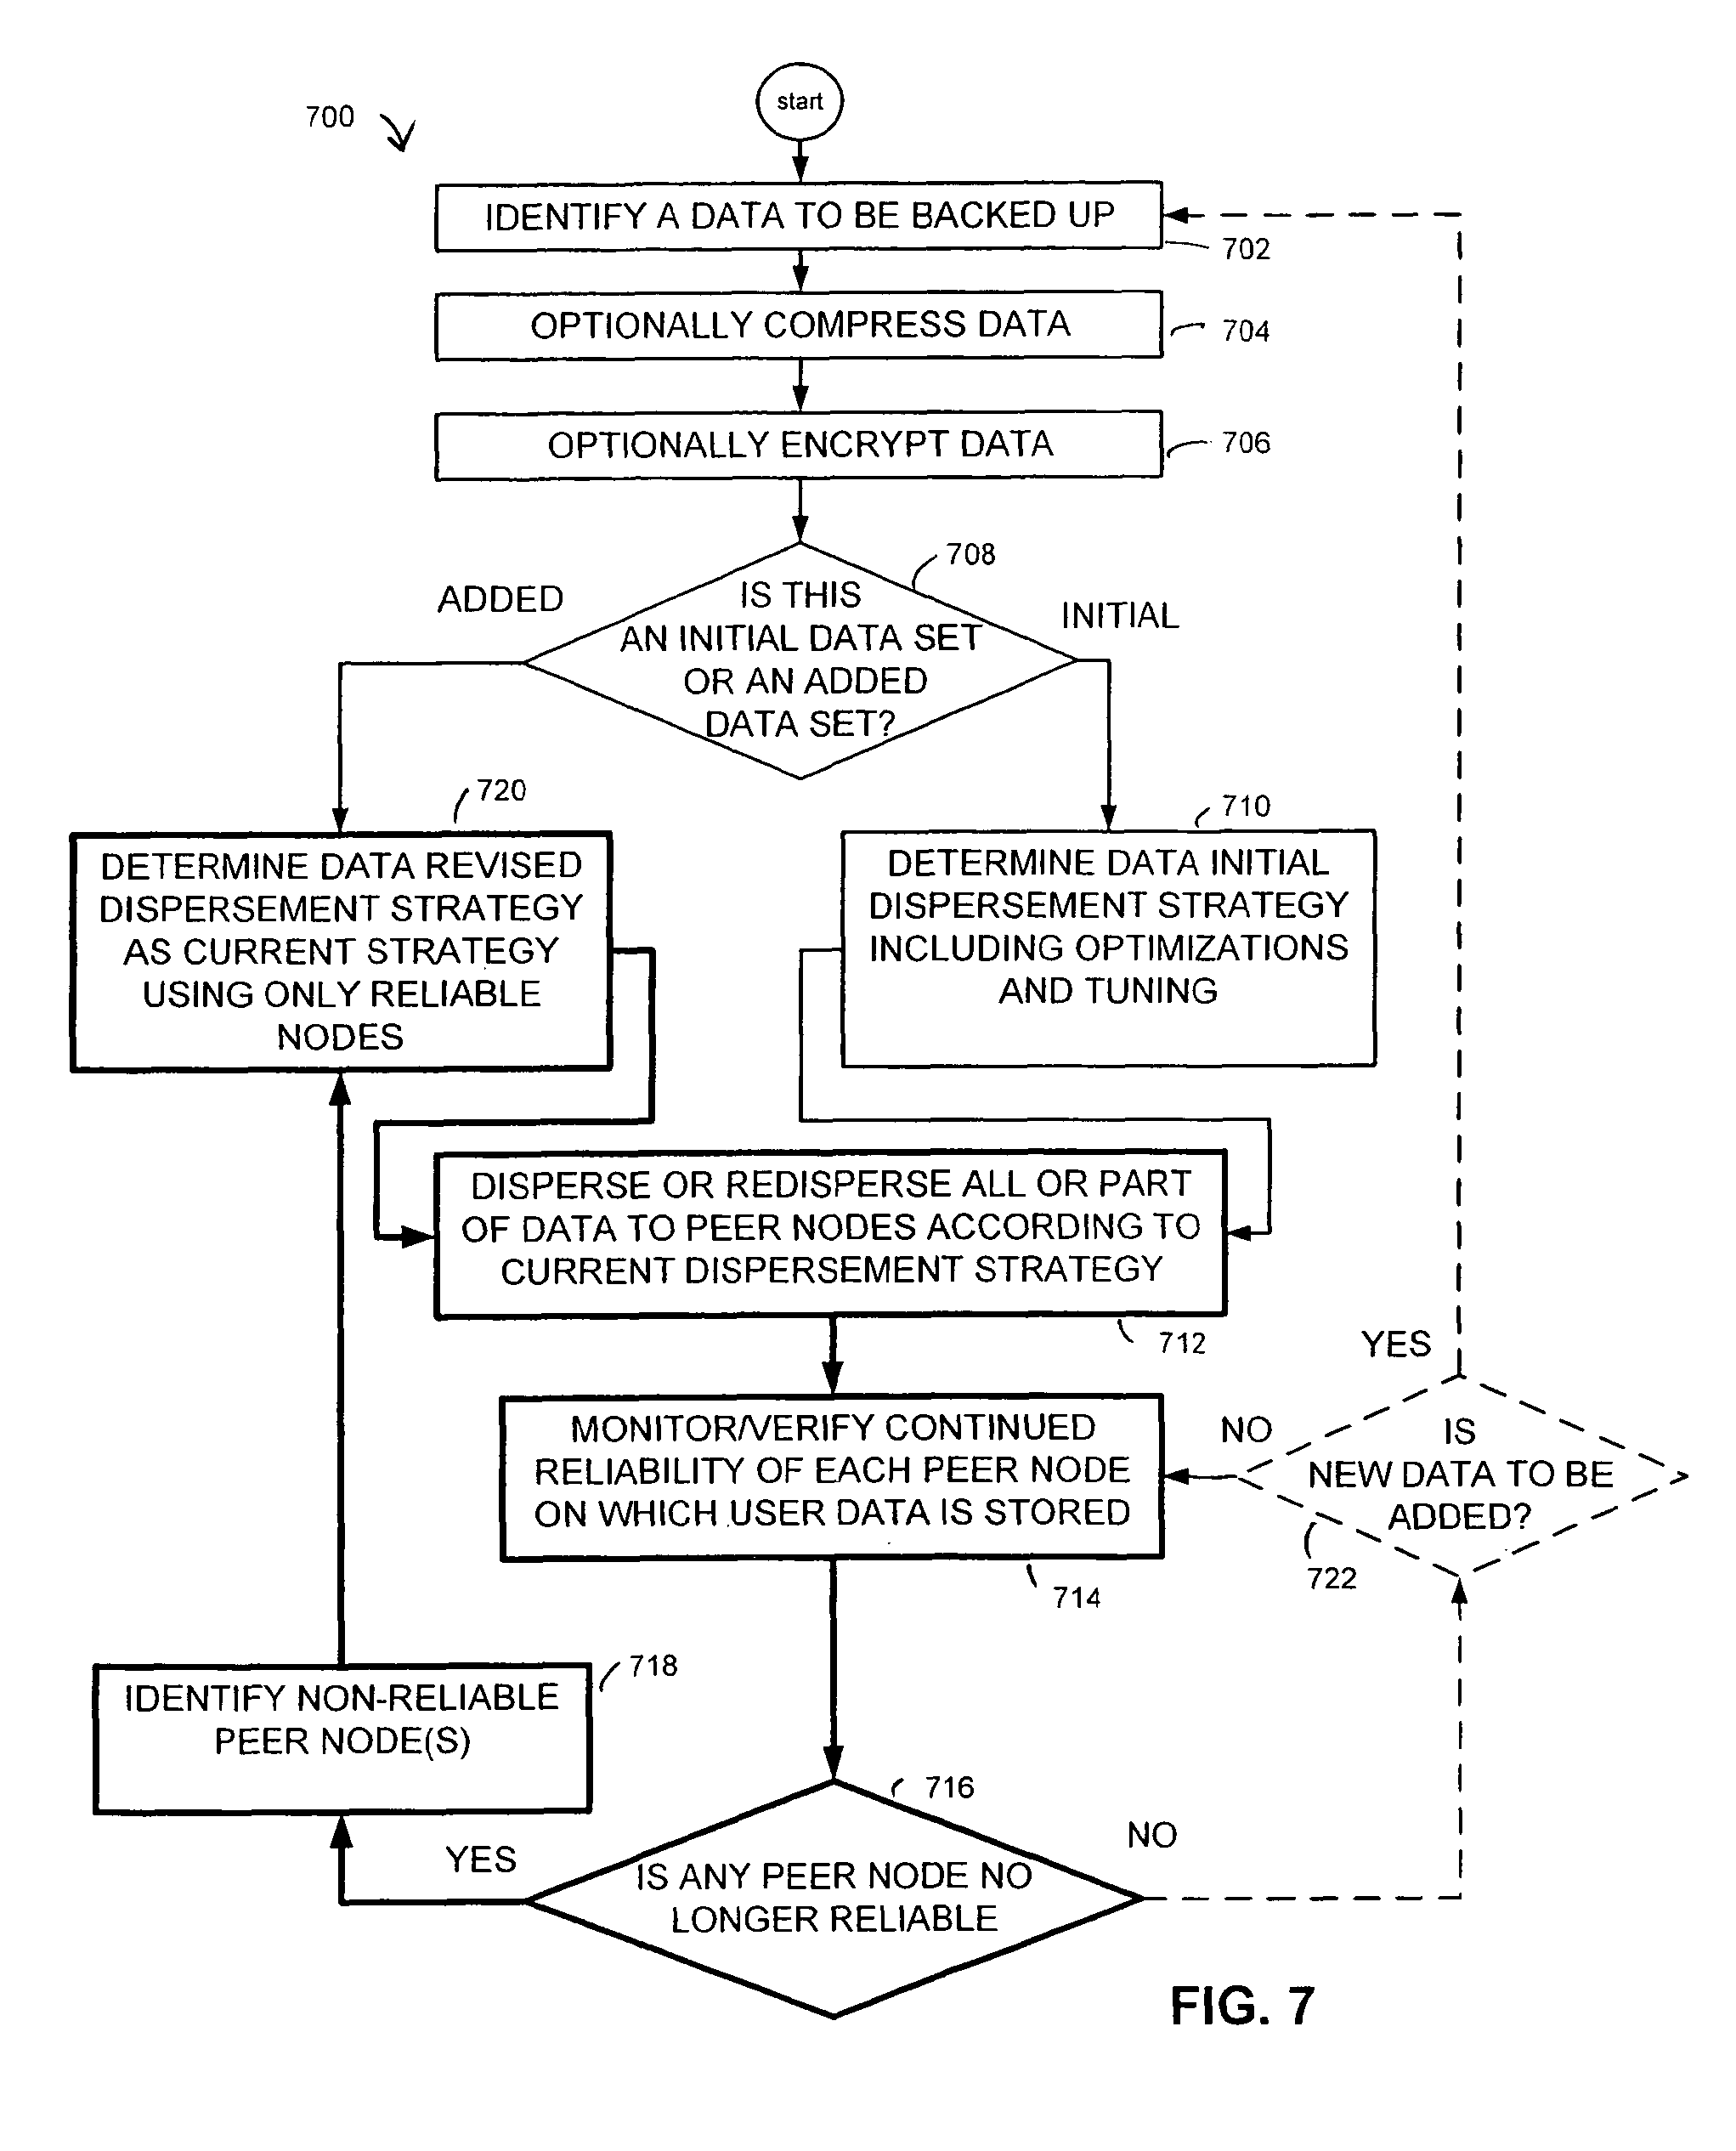 start
700
IDENTIFY A DATA TO BE BACKED UP
702
OPTIONALLY COMPRESS DATA
704
OPTIONALLY ENCRYPT DATA
706
708
IS THIS
AN INITIAL DATA SET
OR AN ADDED
DATA SET?
ADDED
INITIAL
720
DETERMINE DATA REVISED
DISPERSEMENT STRATEGY
AS CURRENT STRATEGY
USING ONLY RELIABLE
NODES
710
DETERMINE DATA INITIAL
DISPERSEMENT STRATEGY
INCLUDING OPTIMIZATIONS
AND TUNING
DISPERSE OR REDISPERSE ALL OR PART
OF DATA TO PEER NODES ACCORDING TO
CURRENT DISPERSEMENT STRATEGY
712
MONITOR/VERIFY CONTINUED
RELIABILITY OF EACH PEER NODE
ON WHICH USER DATA IS STORED
714
YES
NO
IS
NEW DATA TO BE
ADDED?
722
718
IDENTIFY NON-RELIABLE
PEER NODE(S)
716
YES
NO
IS ANY PEER NODE NO
LONGER RELIABLE
FIG. 7